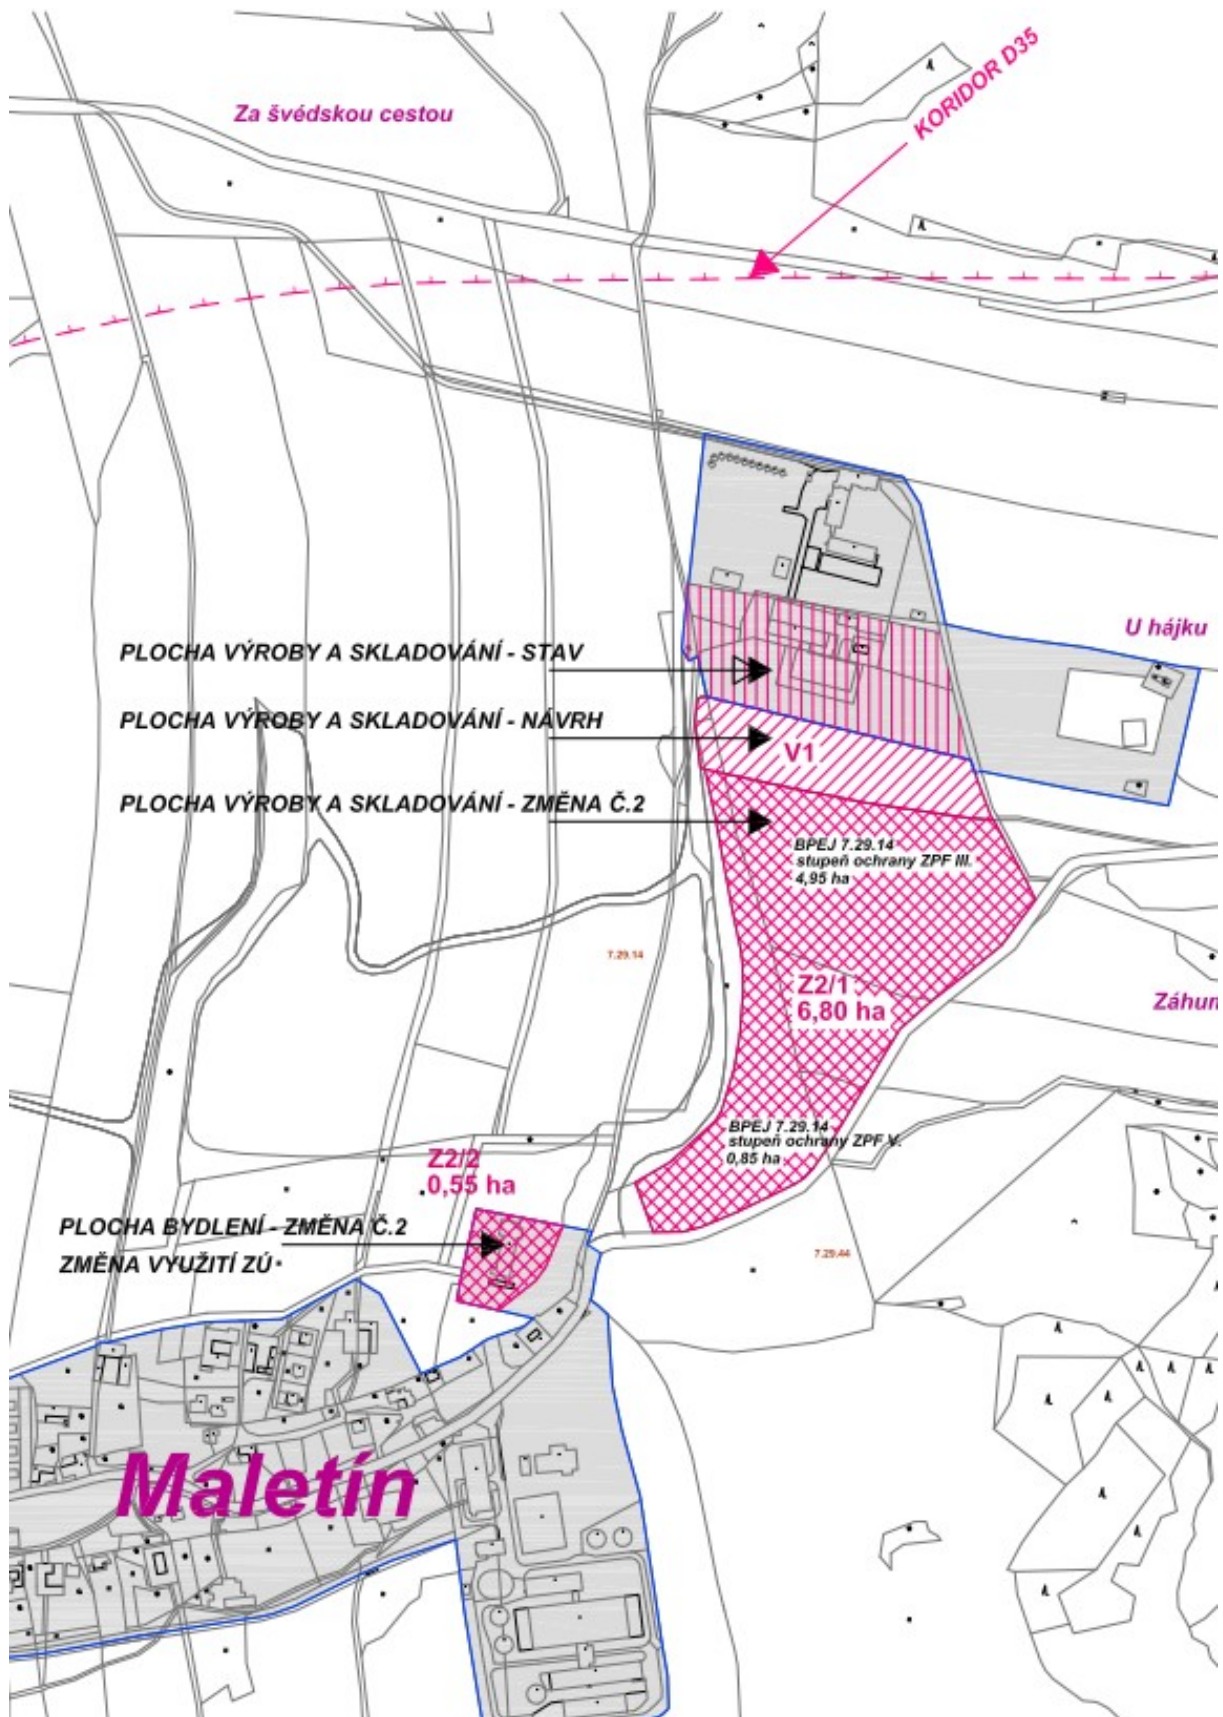 KORIDOR D35
Za švédskou cestou
U hájku
PLOCHA VÝROBY A SKLADOVÁNÍ - STAV
PLOCHA VÝROBY A SKLADOVÁNÍ - NÁVRH
V1
PLOCHA VÝROBY A SKLADOVÁNÍ - ZMĚNA Č.2
BPEJ 7.29.14
stupeň ochrany ZPF III.
4,95 ha
7.29.14
Z2/1
6,80 ha
Záhum
BPEJ 7.29.14
stupeň ochrany ZPF V.
0,85 ha
Z2/2
0,55 ha
PLOCHA BYDLENÍ - ZMĚNA Č.2
ZMĚNA VYUŽITÍ ZÚ
7.29.44
Maletín